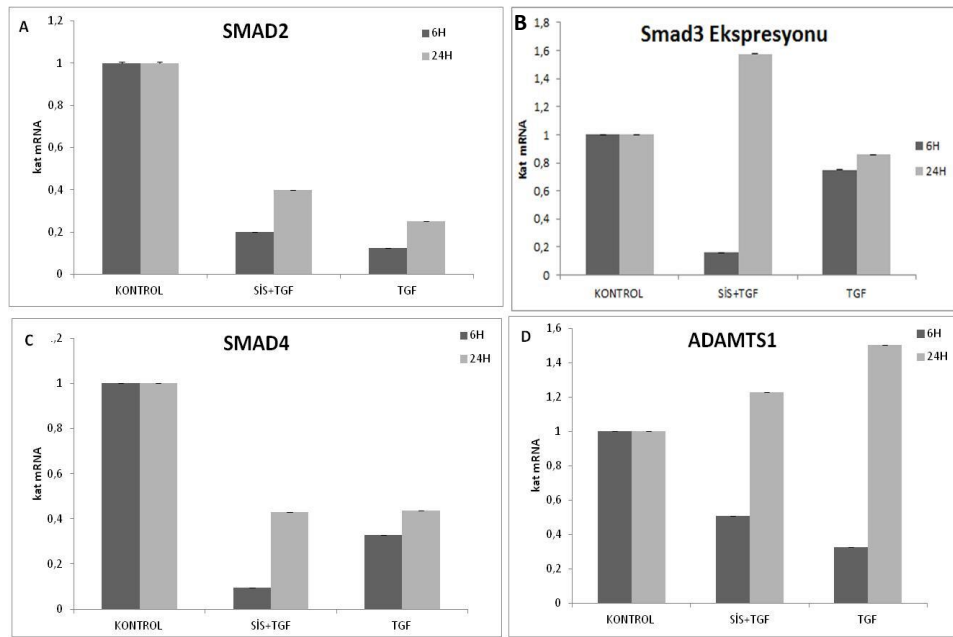 A
SMAD2
6H
24H
kat mRNA
1,2
1
0,8
0,6
0,4
0,2
0
KONTROL
SİS+TGF
TGF
B
Smad3 Ekspresyonu
6H
24H
Kat mRNA
1,8
1,6
1,4
1,2
1
0,8
0,6
0,4
0,2
0
KONTROL
SİS+TGF
TGF
C
SMAD4
6H
24H
kat mRNA
,2
1
0,8
0,6
0,4
0,2
0
KONTROL
SİS+TGF
TGF
D
ADAMTS1
6H
24H
kat mRNA
1,6
1,4
1,2
1
0,8
0,6
0,4
0,2
0
KONTROL
SİS+TGF
TGF